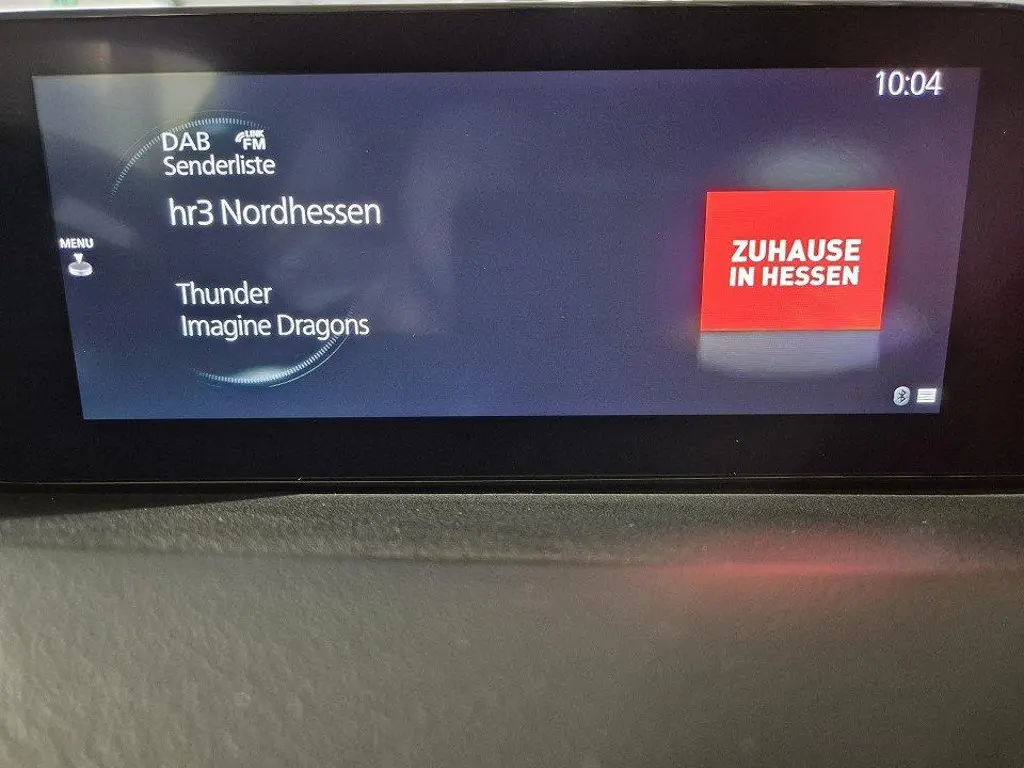 10:04
DAB LINK FM
Senderliste
hr3 Nordhessen
MENU
Thunder
Imagine Dragons
ZUHAUSE
IN HESSEN